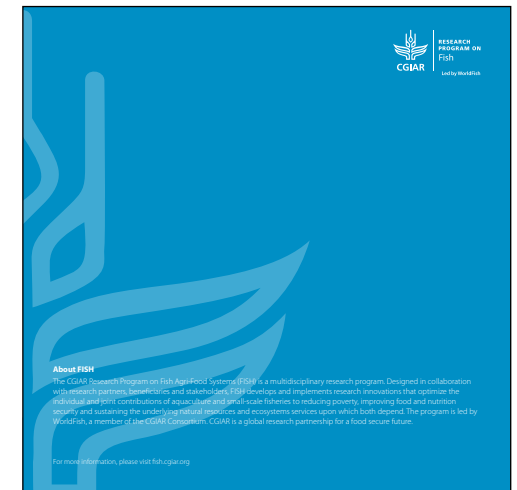 RESEARCH
PROGRAM ON
Fish
CGIAR
Led by WorldFish
About FISH
The CGIAR Research Program on Fish Agri-Food Systems (FISH) is a multidisciplinary research program. Designed in collaboration
with research partners, beneficiaries and stakeholders, FISH develops and implements research innovations that optimize the
individual and joint contributions of aquaculture and small-scale fisheries to reducing poverty, improving food and nutrition
security and sustaining the underlying natural resources and ecosystems services upon which both depend. The program is led by
WorldFish, a member of the CGIAR Consortium. CGIAR is a global research partnership for a food secure future.
For more information, please visit fish.cgiar.org